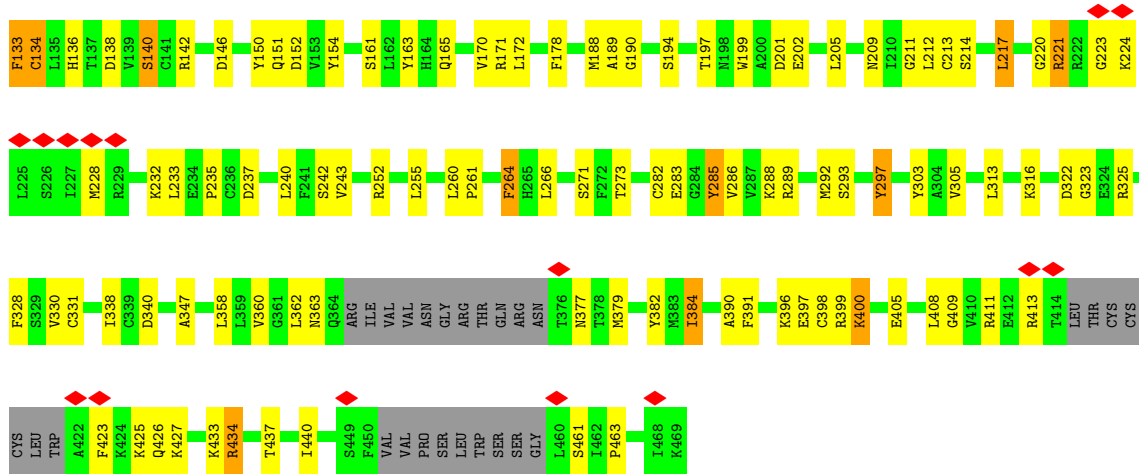 F133 C134 L135 H136 T137 D138 V139 S140 C141 R142 D146 Y150 Q151 D152 V153 Y154 S161 L162 Y163 H164 Q165 V170 R171 L172 F178 M188 A189 G190 S194 T197 N198 W199 A200 D201 E202 L205 N209 I210 G211 L212 C213 S214 L217 G220 R221 R222 G223 K224
L225 S226 I227 M228 R229 K232 L233 E234 P235 C236 D237 L240 F241 S242 V243 R252 L255 L260 P261 F264 H265 L266 S271 F272 T273 C282 E283 G284 Y285 V286 V287 K288 R289 M292 S293 Y297 Y303 A304 V305 L313 K316 D322 G323 E324 R325
F328 S329 V330 C331 I338 C339 D340 A347 L358 L359 V360 G361 L362 N363 Q364 ARG ILE VAL VAL ASN GLY ARG THR GLN ARG ASN T376 N377 T378 M379 Y382 M383 I384 A390 F391 K396 E397 C398 R399 K400 E405 L408 G409 V410 R411 E412 R413 T414 LEU THR CYS CYS
CYS LEU TRP A422 F423 K424 K425 Q426 K427 K433 R434 T437 I440 S449 F450 VAL VAL PRO SER LEU TRP SER SER GLY L460 S461 I462 P463 I468 K469